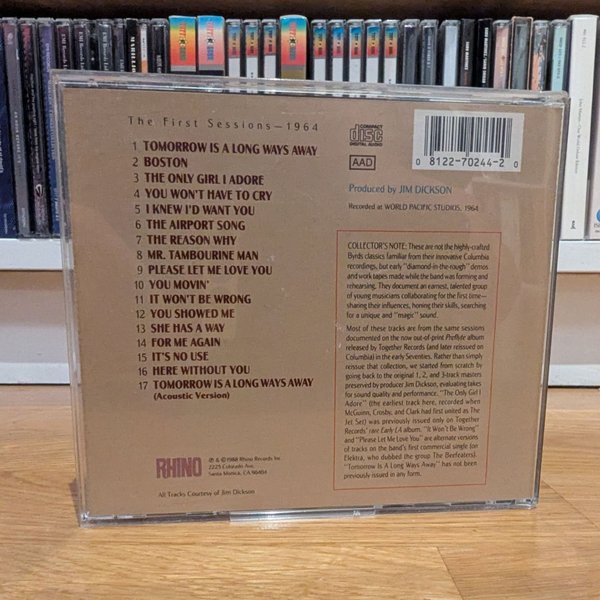 The First Sessions—1964
1 TOMORROW IS A LONG WAYS AWAY
2 BOSTON
3 THE ONLY GIRL I ADORE
4 YOU WON'T HAVE TO CRY
5 I KNEW I'D WANT YOU
6 THE AIRPORT SONG
7 THE REASON WHY
8 MR. TAMBOURINE MAN
9 PLEASE LET ME LOVE YOU
10 YOU MOVIN'
11 IT WON'T BE WRONG
12 YOU SHOWED ME
13 SHE HAS A WAY
14 FOR ME AGAIN
15 IT'S NO USE
16 HERE WITHOUT YOU
17 TOMORROW IS A LONG WAYS AWAY
(Acoustic Version)
RHINO
℗ & © 1988 Rhino Records Inc.
2225 Colorado Ave.
Santa Monica, CA 90404
All Tracks Courtesy of Jim Dickson
COMPACT
disc
DIGITAL AUDIO
AAD
0 8122-70244-2 0
Produced by JIM DICKSON
Recorded at WORLD PACIFIC STUDIOS, 1964
COLLECTOR'S NOTE: These are not the highly-crafted
Byrds classics familiar from their innovative Columbia
recordings, but early "diamond-in-the-rough" demos
and work tapes made while the band was forming and
rehearsing. They document an earnest, talented group
of young musicians collaborating for the first time—
sharing their influences, honing their skills, searching
for a unique and "magic" sound.
Most of these tracks are from the same sessions
documented on the now out-of-print Preflyte album
released by Together Records (and later reissued on
Columbia) in the early Seventies. Rather than simply
reissue that collection, we started from scratch by
going back to the original 1, 2, and 3-track masters
preserved by producer Jim Dickson, evaluating takes
for sound quality and performance. "The Only Girl I
Adore" (the earliest track here, recorded when
McGuinn, Crosby, and Clark had first united as The
Jet Set) was previously issued only on Together
Records' rare Early LA album. "It Won't Be Wrong"
and "Please Let Me Love You" are alternate versions
of tracks on the band's first commercial single (on
Elektra, who dubbed the group The Beefeaters).
"Tomorrow Is A Long Ways Away" has not been
previously issued in any form.